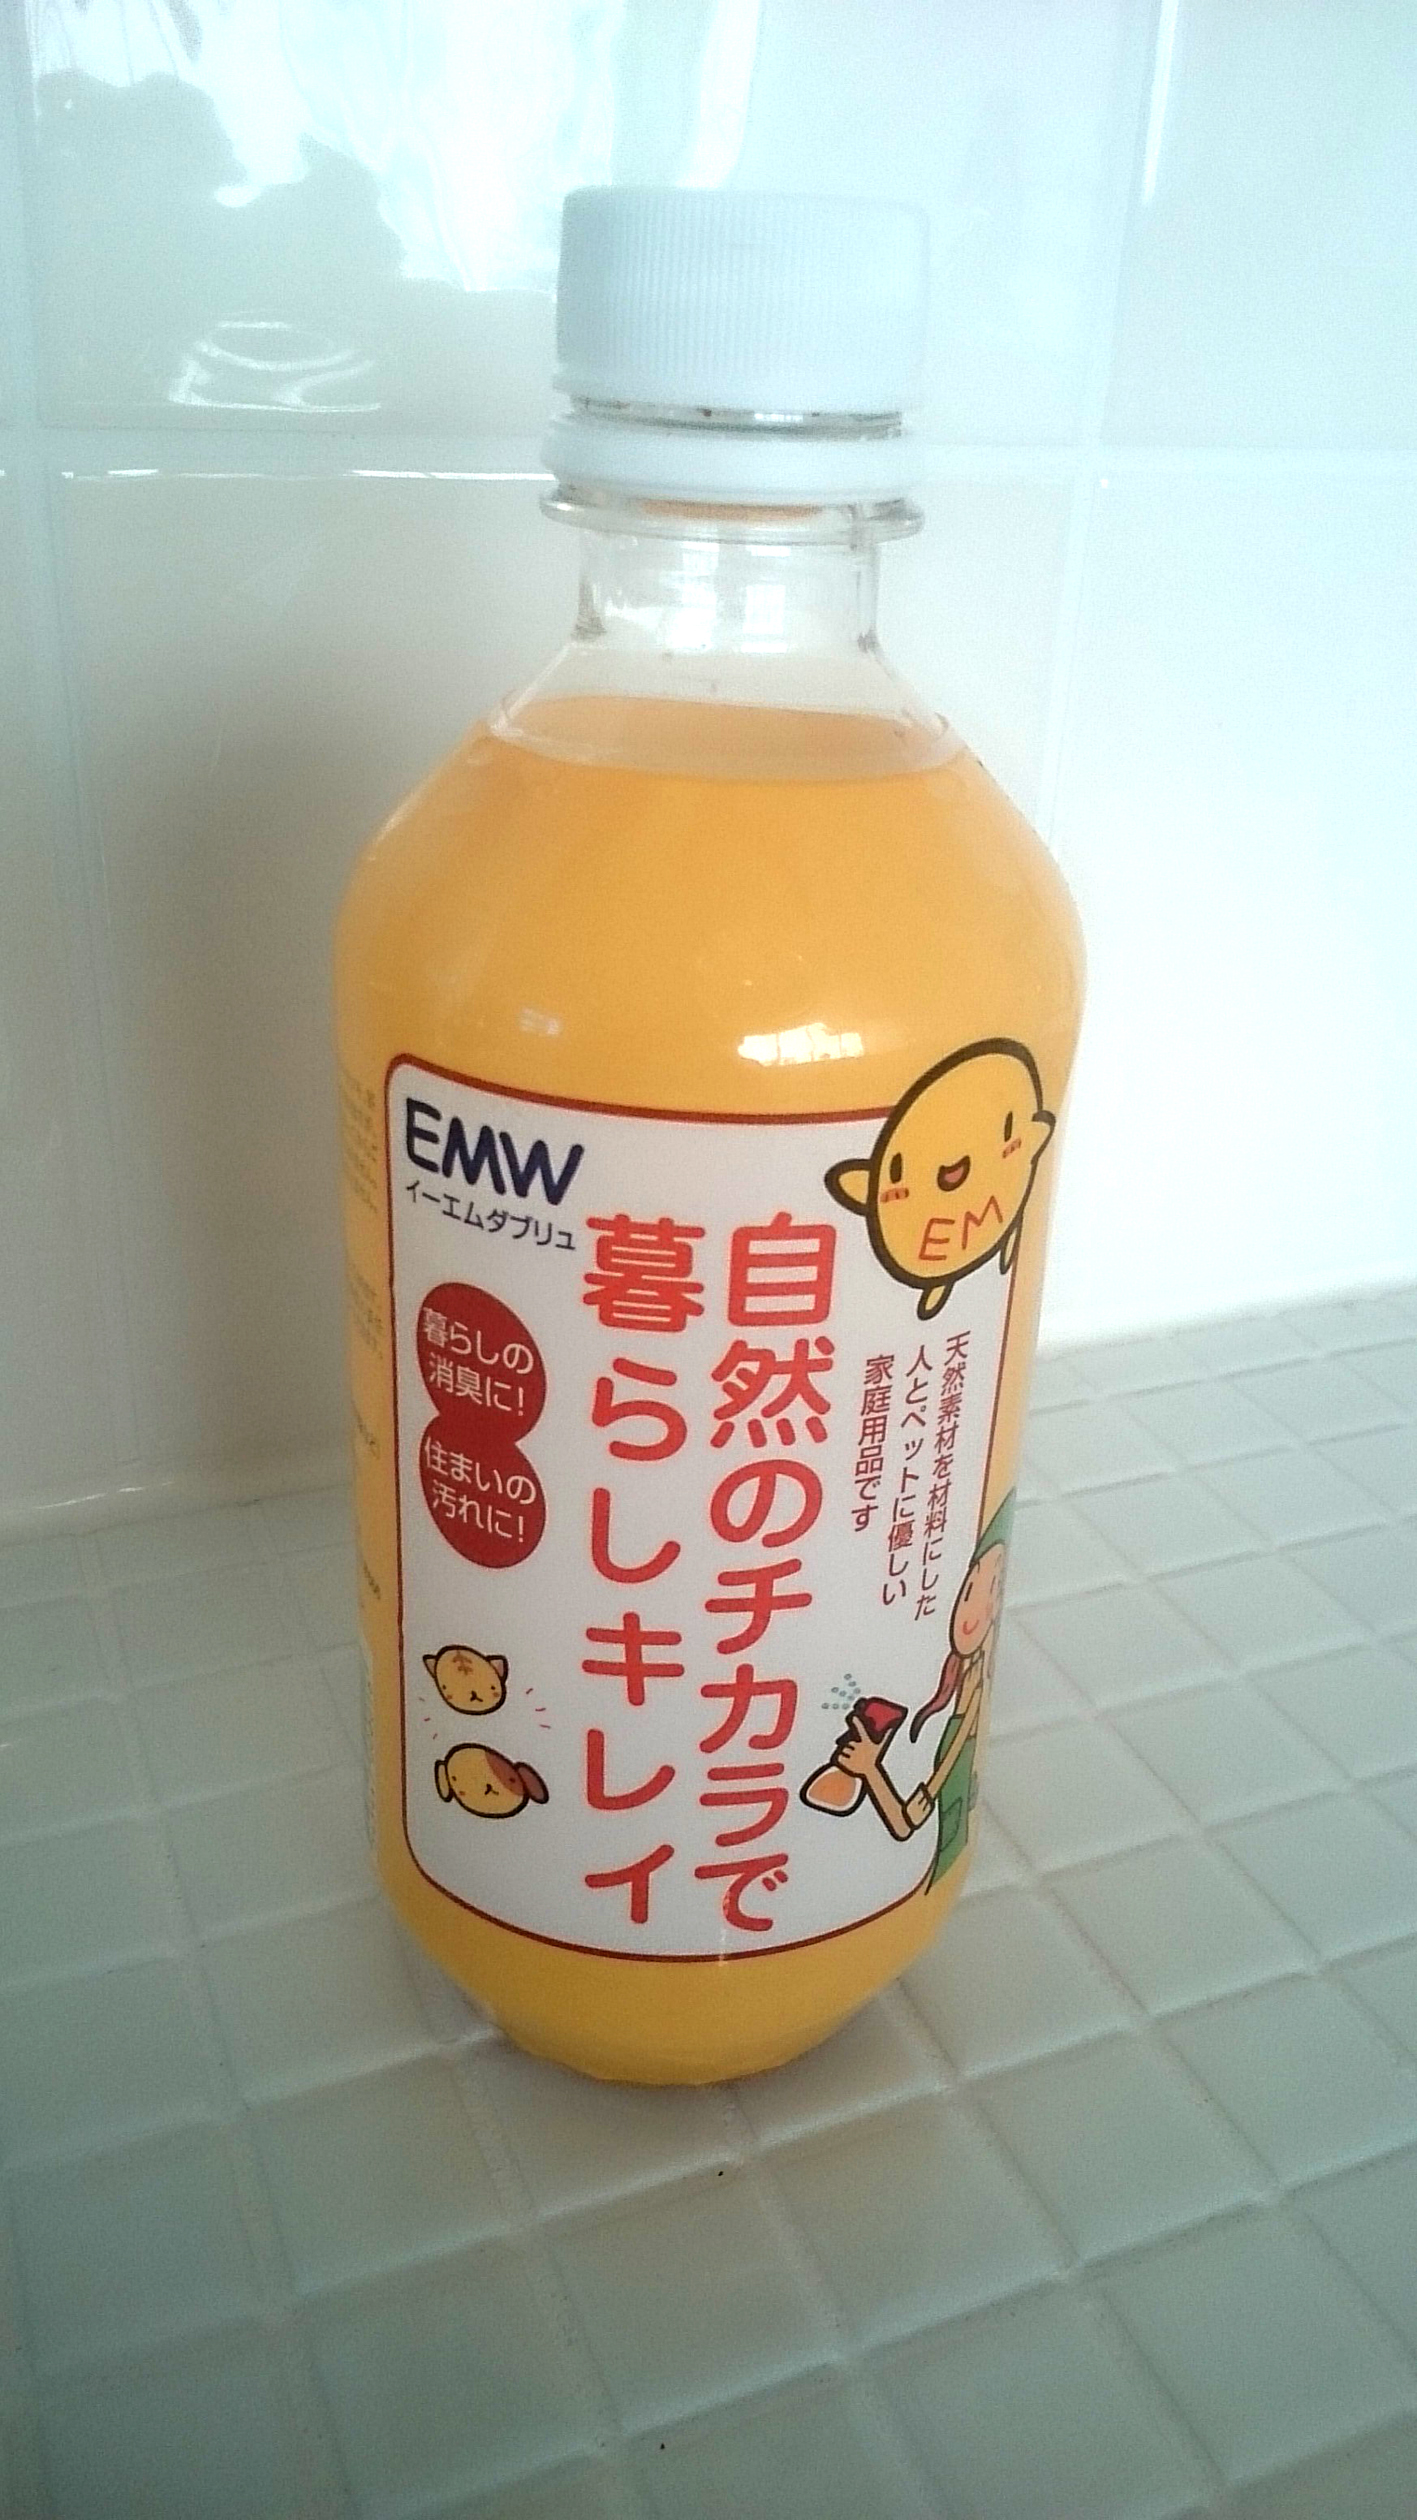 EMW
イーエムダブリュ
EM
自然のチカラで
暮らしキレイ
天然素材を材料にした
人とペットに優しい
家庭用品です
暮らしの
消臭に!
住まいの
汚れに!